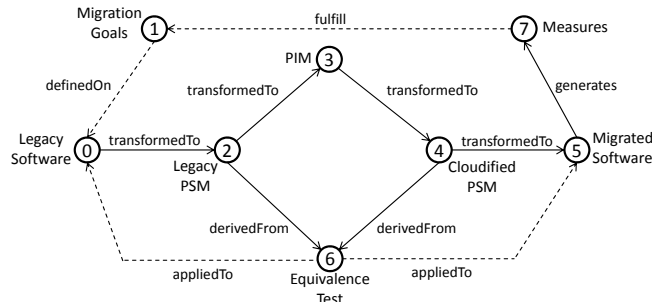 Migration
Goals
1
fulfill
7
Measures
definedOn
PIM
3
transformedTo
transformedTo
generates
Legacy
Software
0
transformedTo
2
Legacy
PSM
4
Cloudified
PSM
transformedTo
5
Migrated
Software
derivedFrom
derivedFrom
6
appliedTo
appliedTo
Equivalence
Test